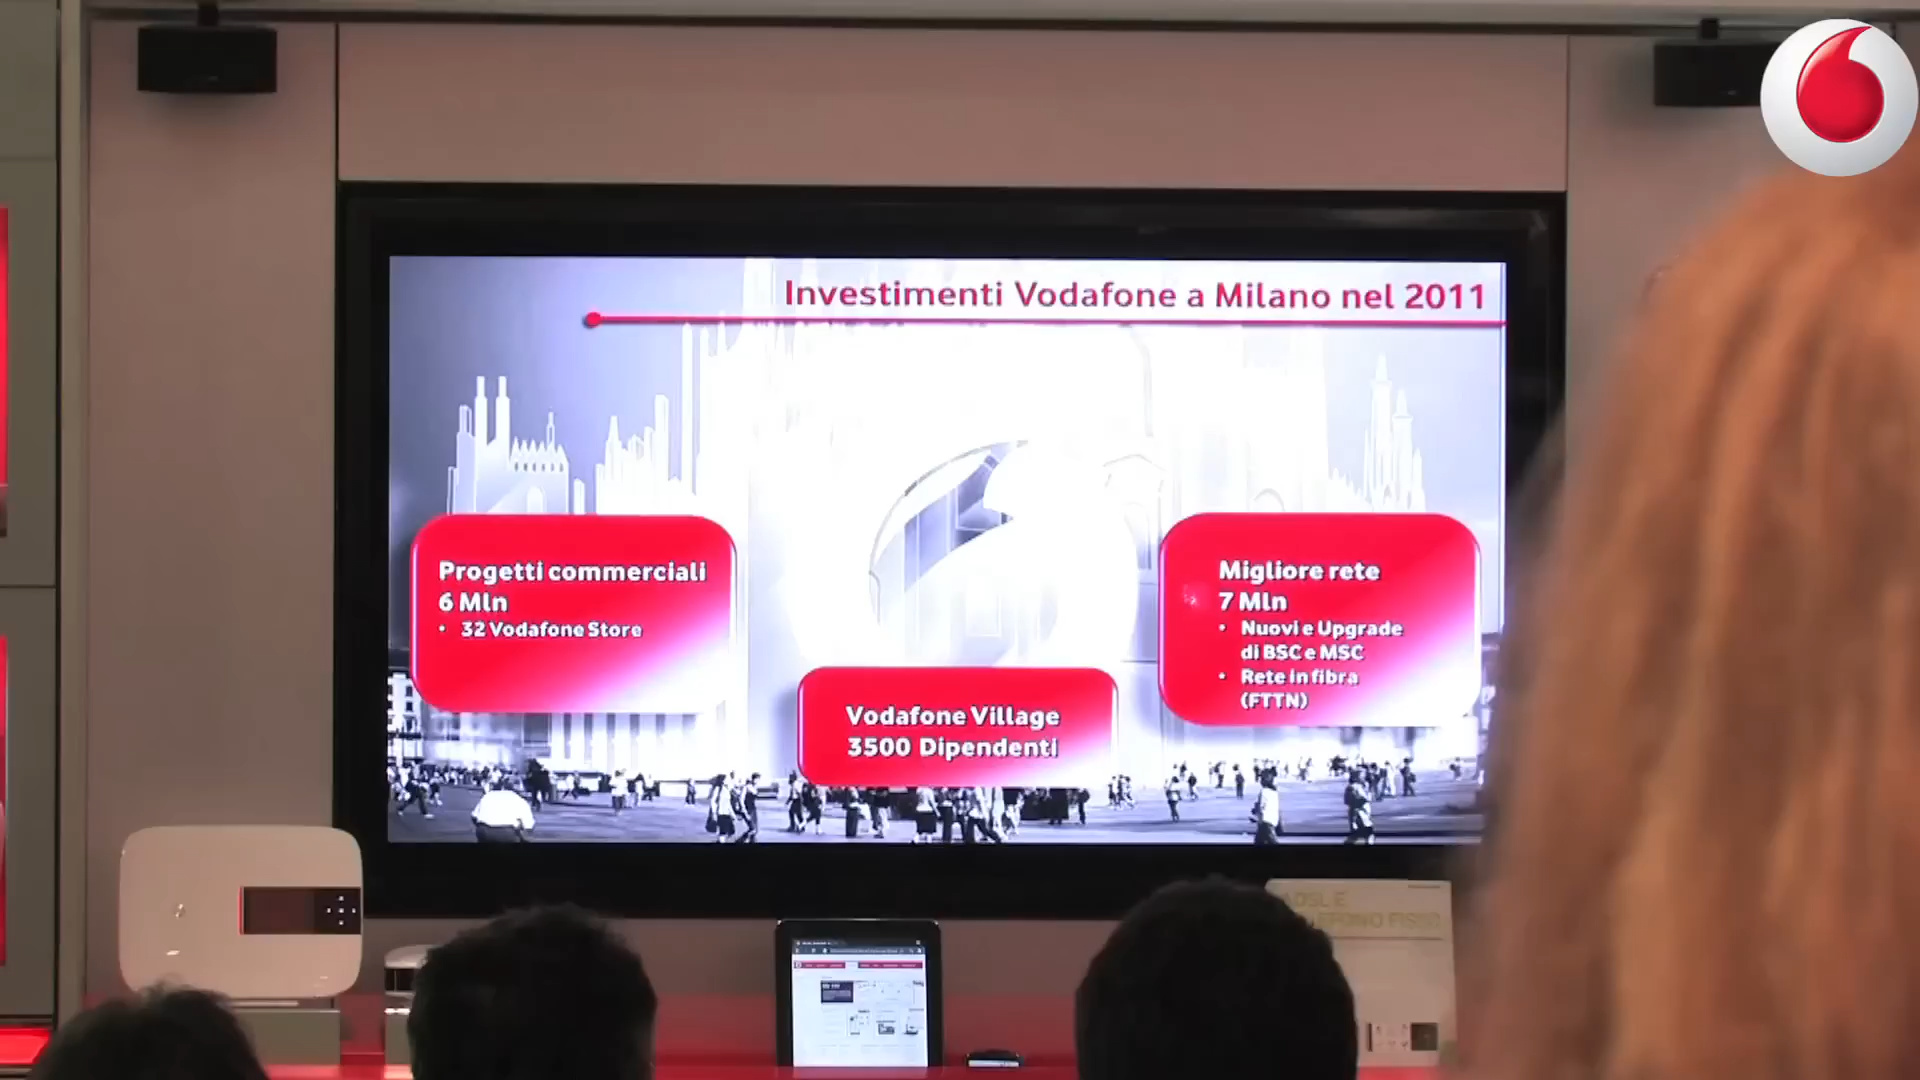 Investimenti Vodafone a Milano nel 2011
Progetti commerciali
6 Mln
• 32 Vodafone Store
Vodafone Village
3500 Dipendenti
Migliore rete
7 Mln
• Nuovi e Upgrade
di BSC e MSC
• Rete in fibra
(FTTN)